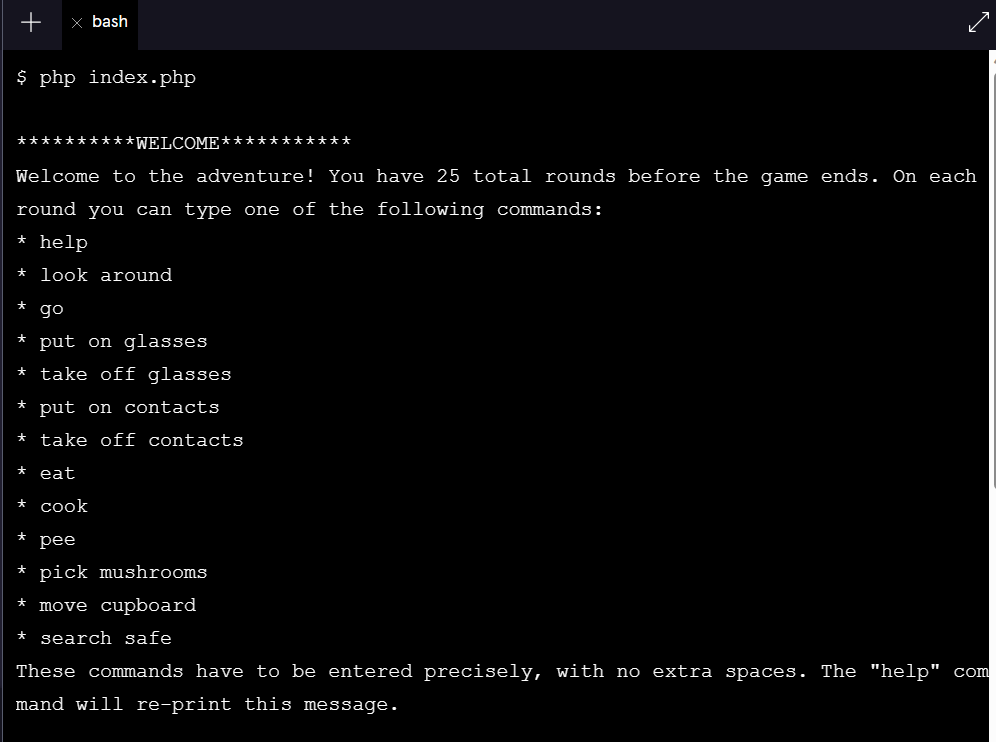 bash
$ php index.php
**********WELCOME***********
Welcome to the adventure! You have 25 total rounds before the game ends. On each
round you can type one of the following commands:
* help
* look around
* go
* put on glasses
* take off glasses
* put on contacts
* take off contacts
* eat
* cook
* pee
* pick mushrooms
* move cupboard
* search safe
These commands have to be entered precisely, with no extra spaces. The "help" com
mand will re-print this message.